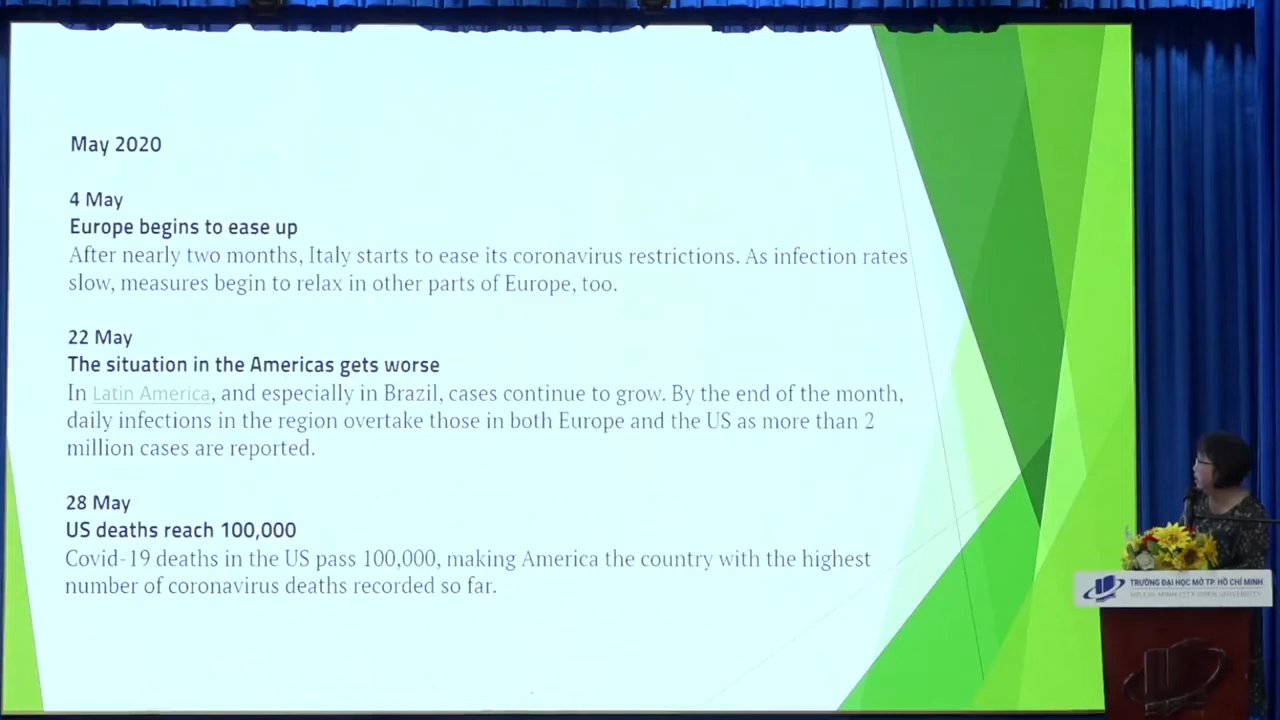 May 2020
4 May
Europe begins to ease up
After nearly two months, Italy starts to ease its coronavirus restrictions. As infection rates
slow, measures begin to relax in other parts of Europe, too.
22 May
The situation in the Americas gets worse
In Latin America, and especially in Brazil, cases continue to grow. By the end of the month,
daily infections in the region overtake those in both Europe and the US as more than 2
million cases are reported.
28 May
US deaths reach 100,000
Covid-19 deaths in the US pass 100,000, making America the country with the highest
number of coronavirus deaths recorded so far.
TRƯỜNG ĐẠI HỌC MỞ TP. HỒ CHÍ MINH
HO CHI MINH CITY OPEN UNIVERSITY